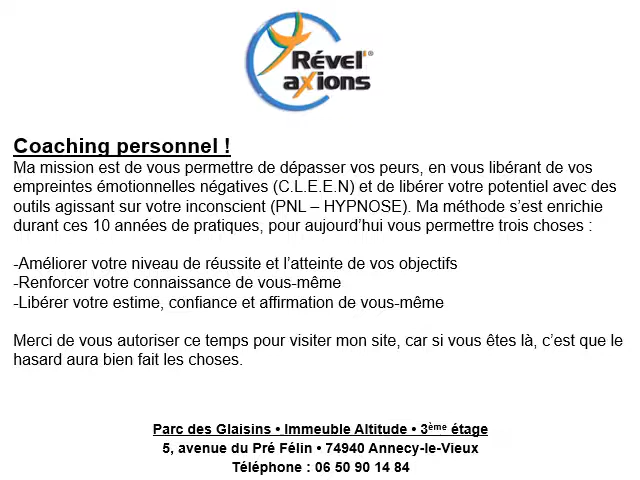 Rével'®
axions
Coaching personnel !
Ma mission est de vous permettre de dépasser vos peurs, en vous libérant de vos
empreintes émotionnelles négatives (C.L.E.E.N) et de libérer votre potentiel avec des
outils agissant sur votre inconscient (PNL – HYPNOSE). Ma méthode s’est enrichie
durant ces 10 années de pratiques, pour aujourd’hui vous permettre trois choses :
-Améliorer votre niveau de réussite et l’atteinte de vos objectifs
-Renforcer votre connaissance de vous-même
-Libérer votre estime, confiance et affirmation de vous-même
Merci de vous autoriser ce temps pour visiter mon site, car si vous êtes là, c’est que le
hasard aura bien fait les choses.
Parc des Glaisins • Immeuble Altitude • 3ème étage
5, avenue du Pré Félin • 74940 Annecy-le-Vieux
Téléphone : 06 50 90 14 84